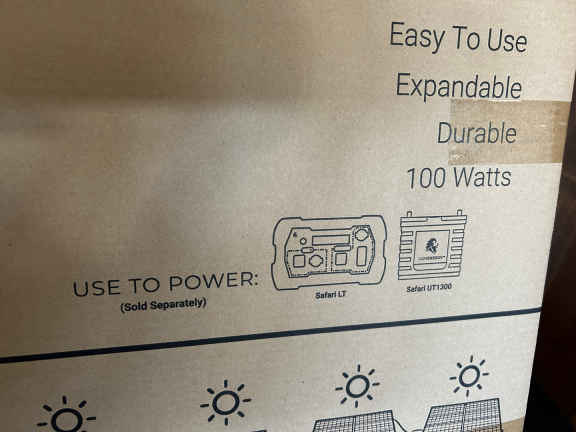 Easy To Use
Expandable
Durable
100 Watts
USE TO POWER:
(Sold Separately)
Safari LT
Safari UT1300